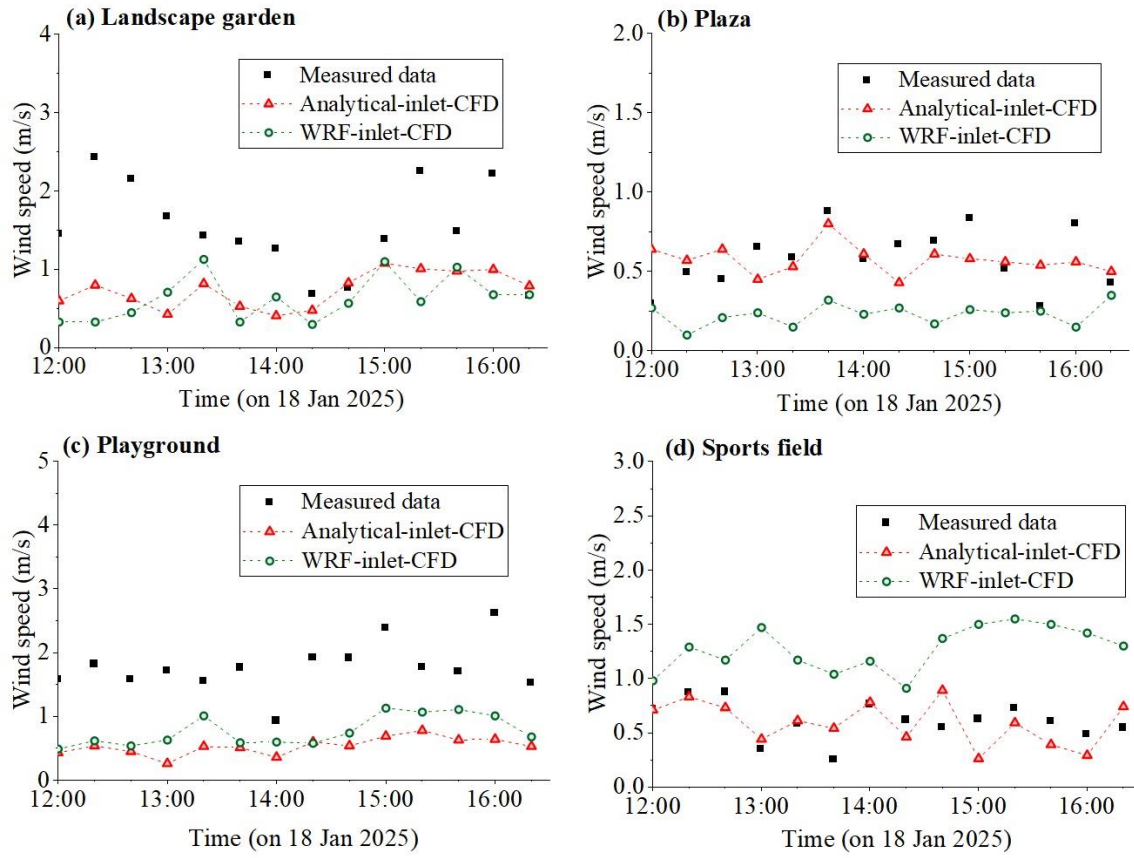 (a) Landscape garden
4
3
2
1
0
Wind speed (m/s)
Measured data
Analytical-inlet-CFD
WRF-inlet-CFD
12:00 13:00 14:00 15:00 16:00
Time (on 18 Jan 2025)
(b) Plaza
2.0
1.5
1.0
0.5
0.0
Wind speed (m/s)
Measured data
Analytical-inlet-CFD
WRF-inlet-CFD
12:00 13:00 14:00 15:00 16:00
Time (on 18 Jan 2025)
(c) Playground
5
4
3
2
1
0
Wind speed (m/s)
Measured data
Analytical-inlet-CFD
WRF-inlet-CFD
12:00 13:00 14:00 15:00 16:00
Time (on 18 Jan 2025)
(d) Sports field
3.0
2.5
2.0
1.5
1.0
0.5
0.0
Wind speed (m/s)
Measured data
Analytical-inlet-CFD
WRF-inlet-CFD
12:00 13:00 14:00 15:00 16:00
Time (on 18 Jan 2025)